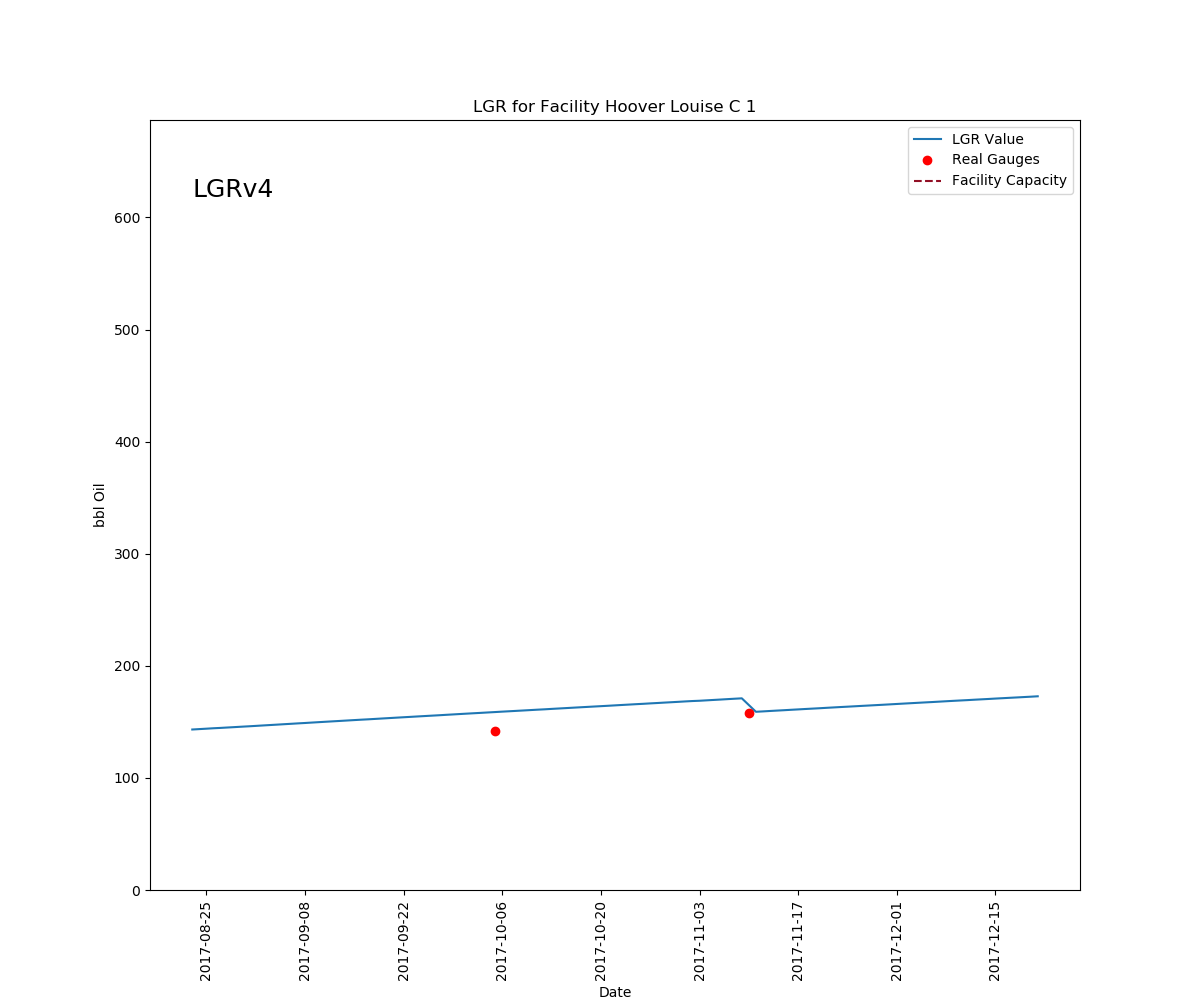 LGR for Facility Hoover Louise C 1
LGRv4
LGR Value
Real Gauges
Facility Capacity
bbl Oil
600
500
400
300
200
100
0
2017-08-25
2017-09-08
2017-09-22
2017-10-06
2017-10-20
2017-11-03
2017-11-17
2017-12-01
2017-12-15
Date